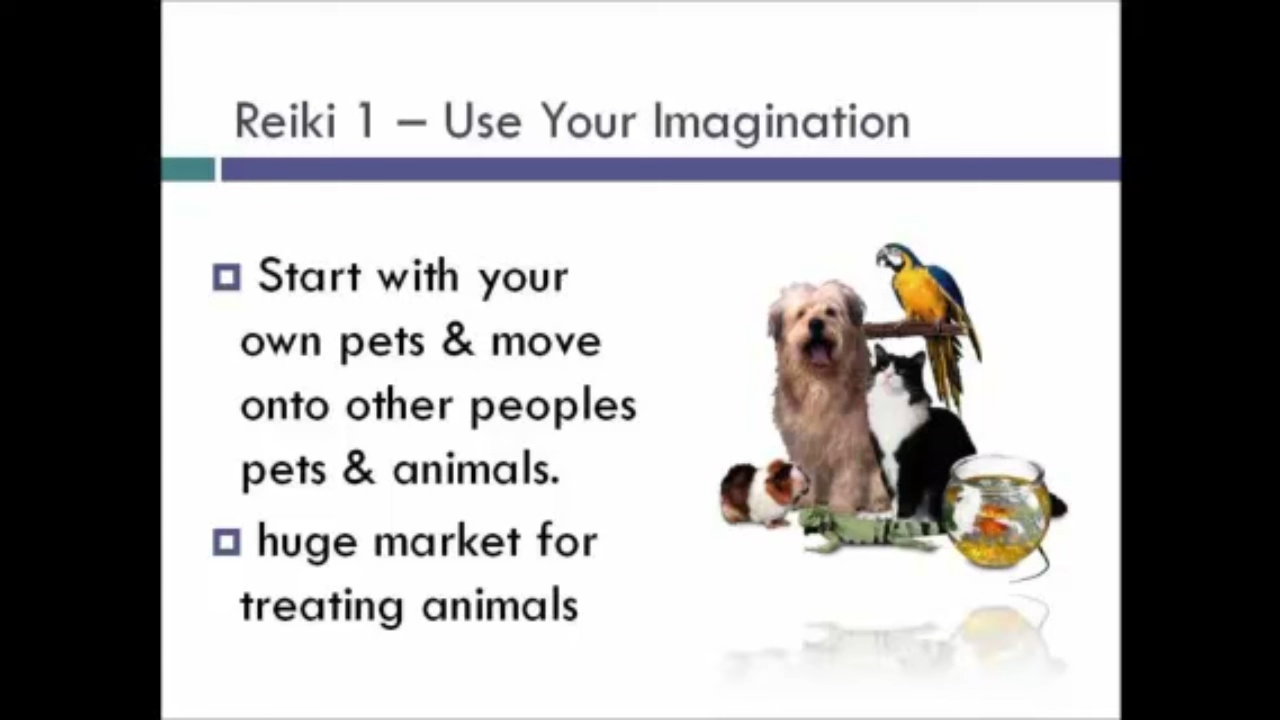 Reiki 1 – Use Your Imagination
Start with your
own pets & move
onto other peoples
pets & animals.
huge market for
treating animals